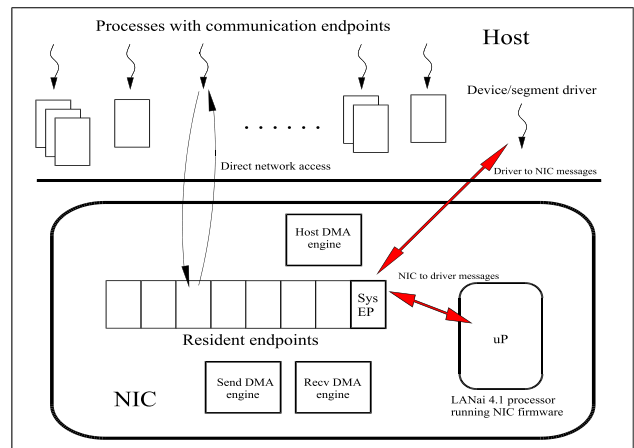 Processes with communication endpoints
Host
Device/segment driver
. . . . . .
Direct network access
Driver to NIC messages
Host DMA
engine
NIC to driver messages
Sys
EP
uP
Resident endpoints
Send DMA
engine
Recv DMA
engine
NIC
LANai 4.1 processor
running NIC firmware